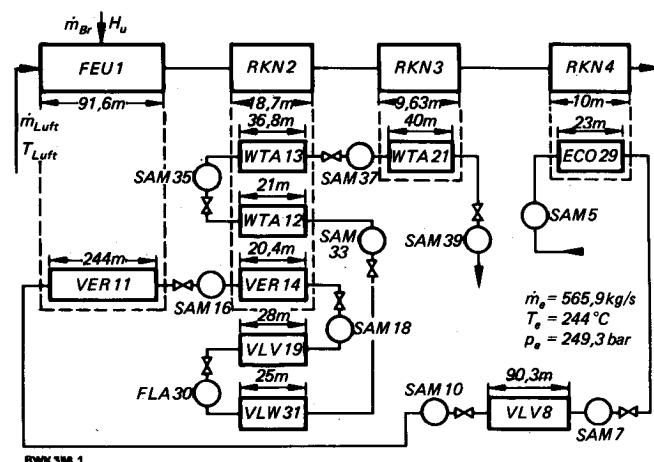 ṁBr Hu
FEU1 RKN2 RKN3 RKN4
91,6m 18,7m 9,63m 10m
ṁLuft
TLuft
36,8m 40m 23m
WTA13 WTA21 ECO29
SAM35 SAM37
21m SAM5
WTA12 SAM 33 SAM39
244m 20,4m
VER11 VER14
SAM16 SAM18
ṁe = 565,9 kg/s
Te = 244 °C
pe = 249,3 bar
28m
VLV19
FLA30
25m
VLW31
90,3m
SAM10 VLV8 SAM7